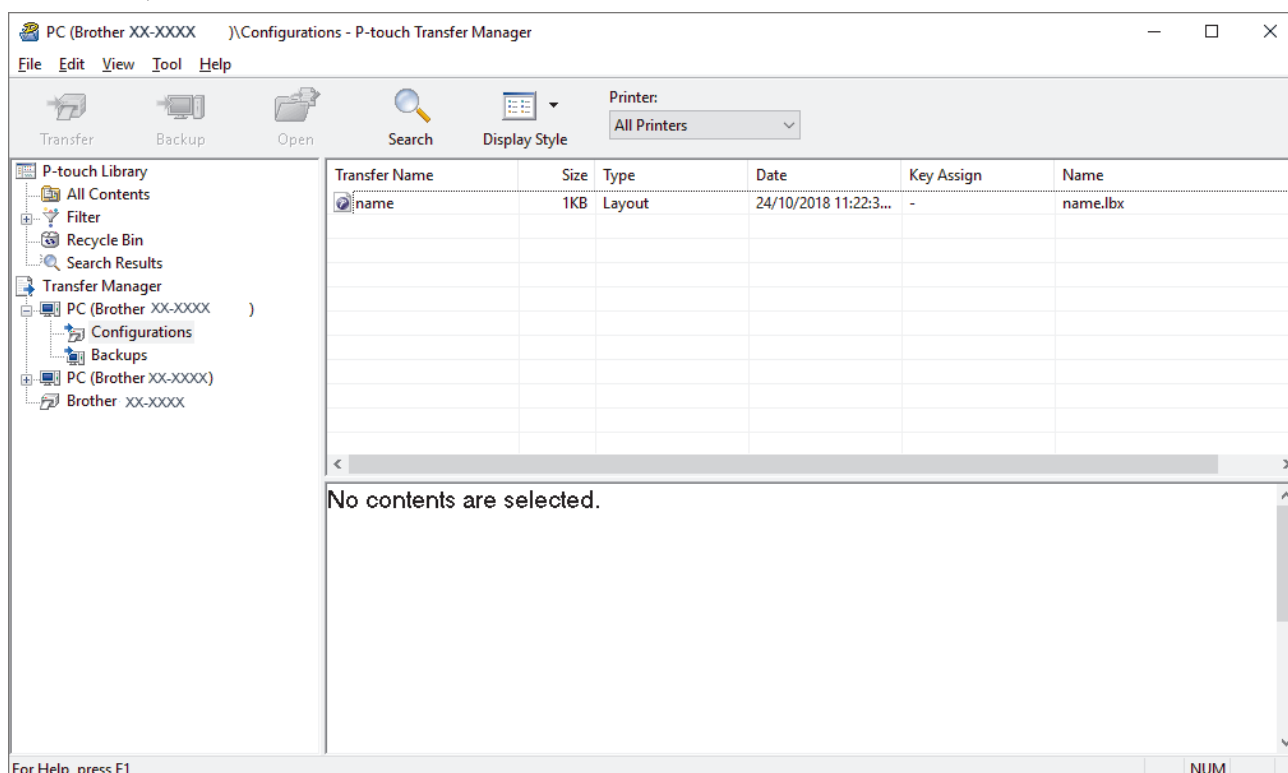 PC (Brother XX-XXXX )\Configurations - P-touch Transfer Manager
File Edit View Tool Help
Transfer Backup Open Search Display Style
Printer:
All Printers
P-touch Library
All Contents
Filter
Recycle Bin
Search Results
Transfer Manager
PC (Brother XX-XXXX )
Configurations
Backups
PC (Brother XX-XXXX)
Brother XX-XXXX
Transfer Name Size Type Date Key Assign Name
name 1KB Layout 24/10/2018 11:22:3... - name.lbx
No contents are selected.
For Help, press F1
NUM